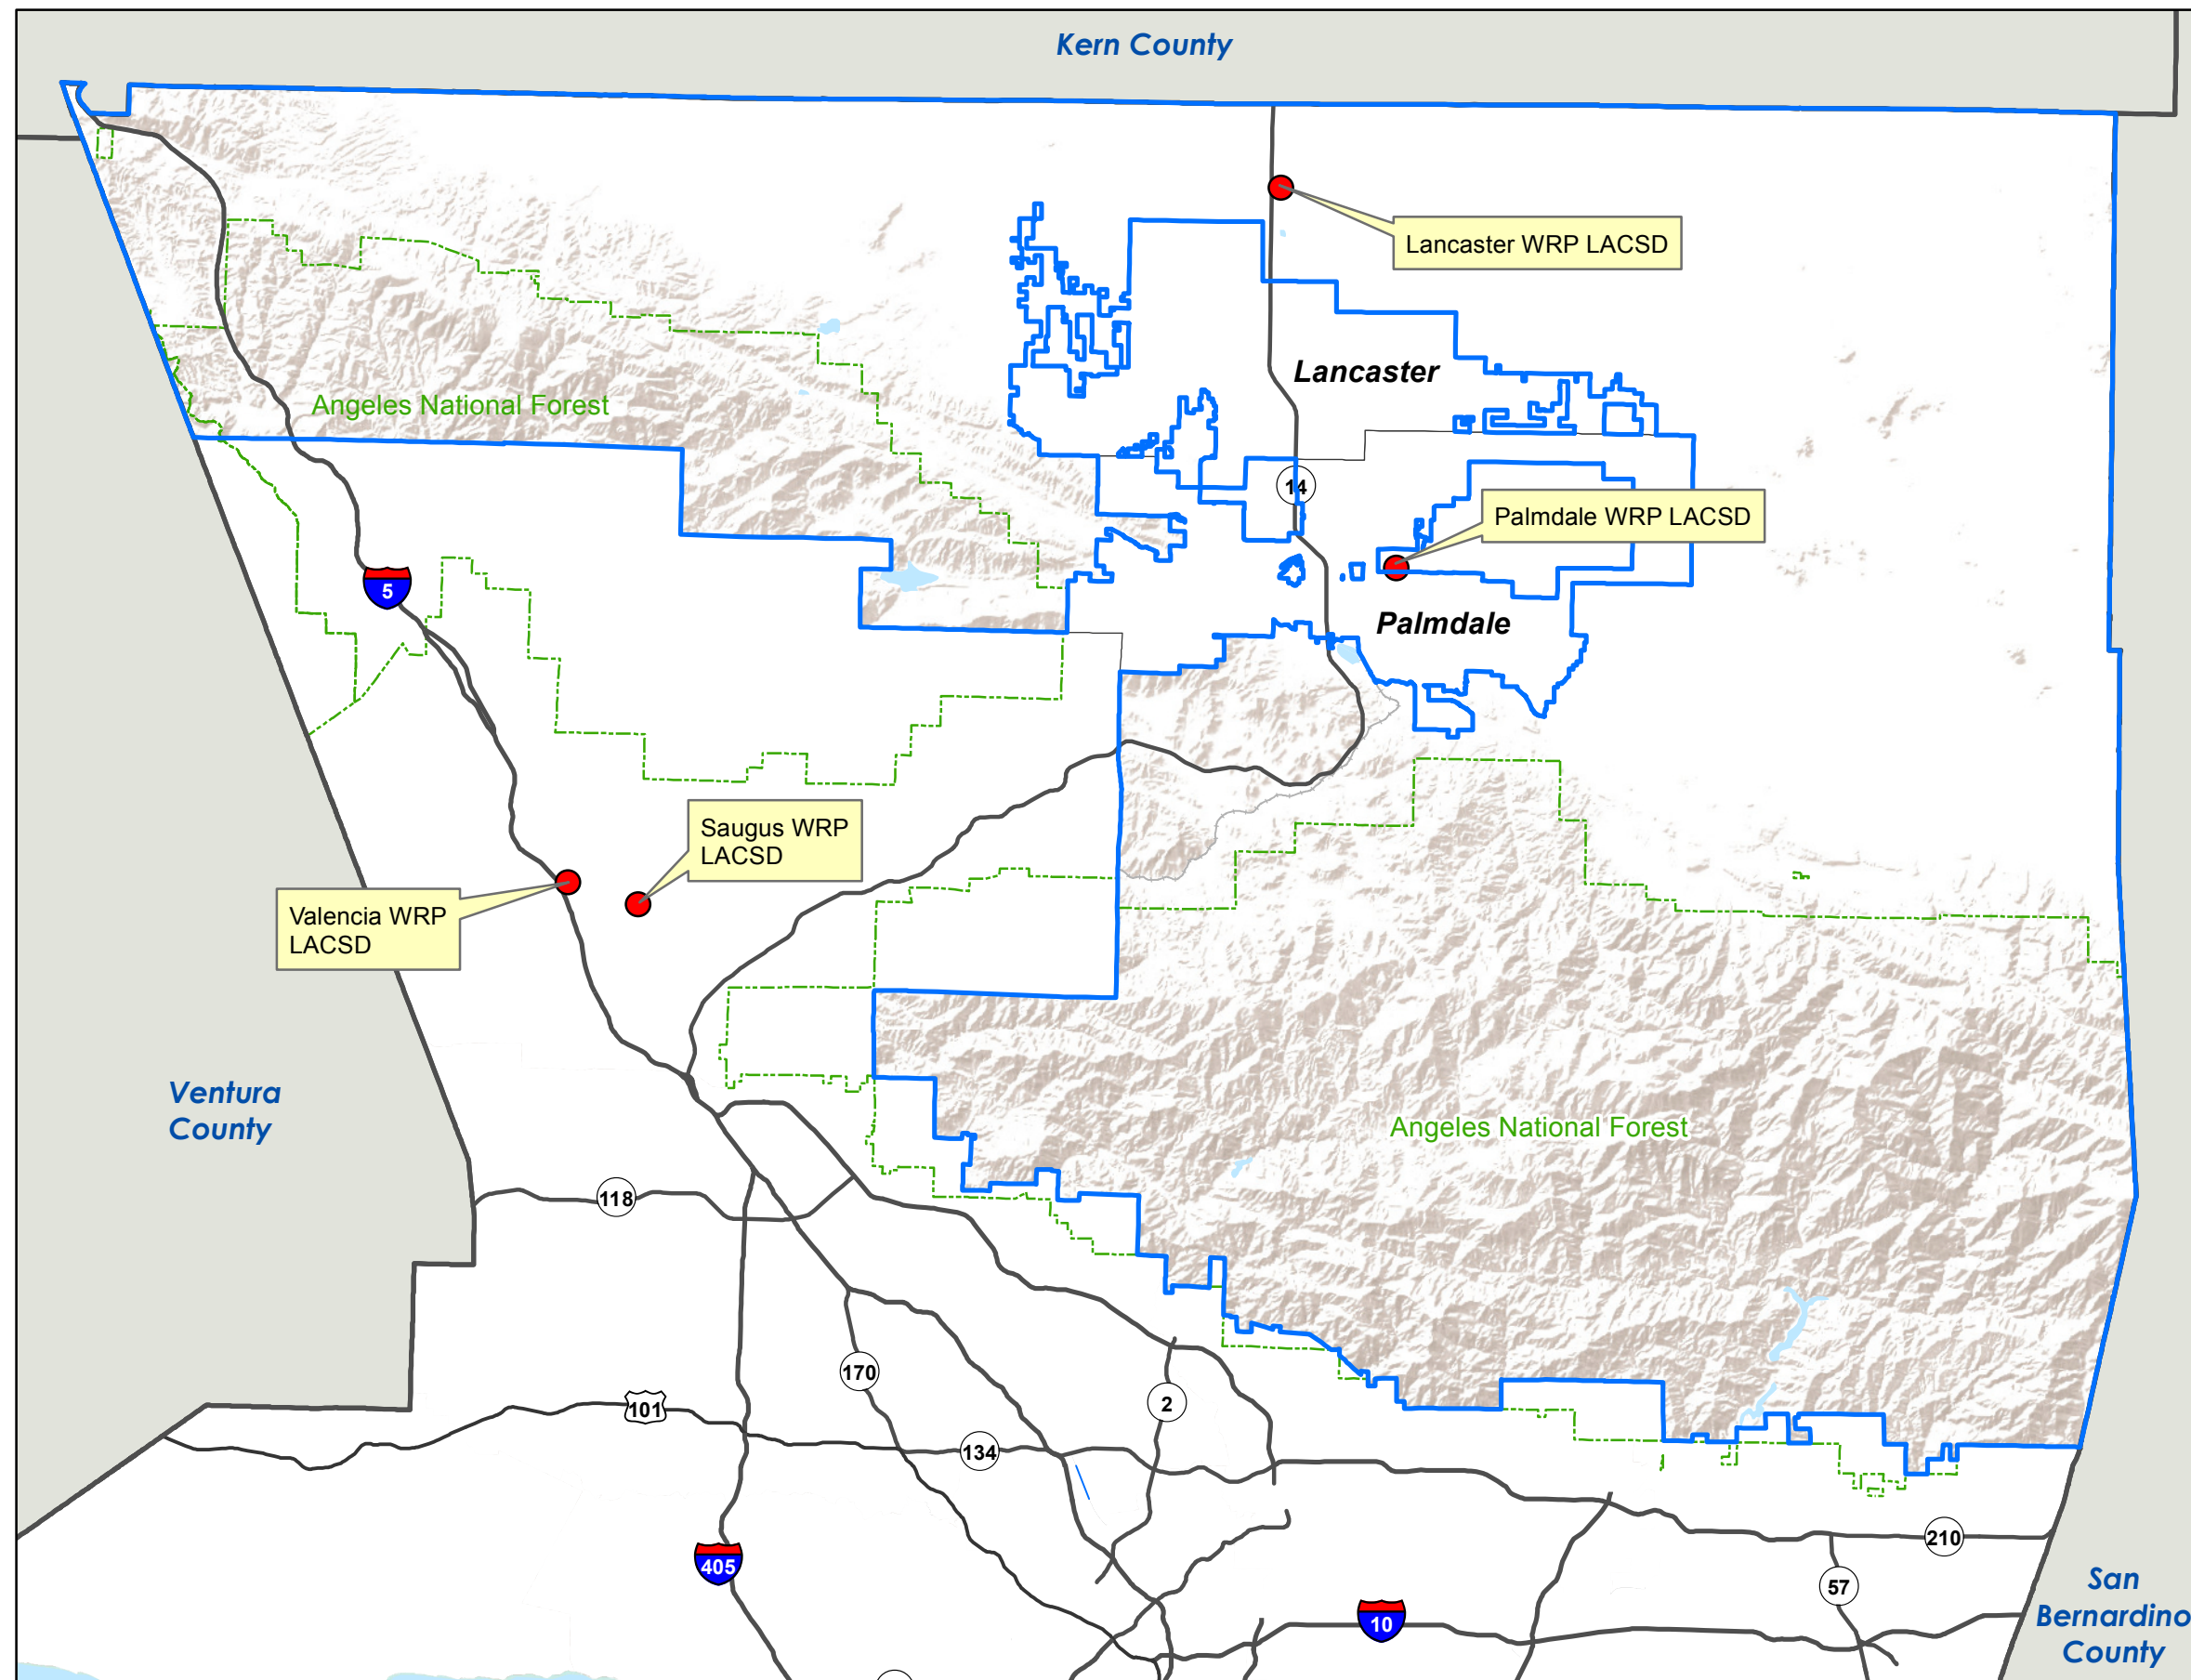 Kern County
Lancaster WRP LACSD
Lancaster
Angeles National Forest
14
Palmdale WRP LACSD
5
Palmdale
Saugus WRP
LACSD
Valencia WRP
LACSD
Ventura
County
Angeles National Forest
118
170
2
101
134
210
405
57
10
San
Bernardino
County